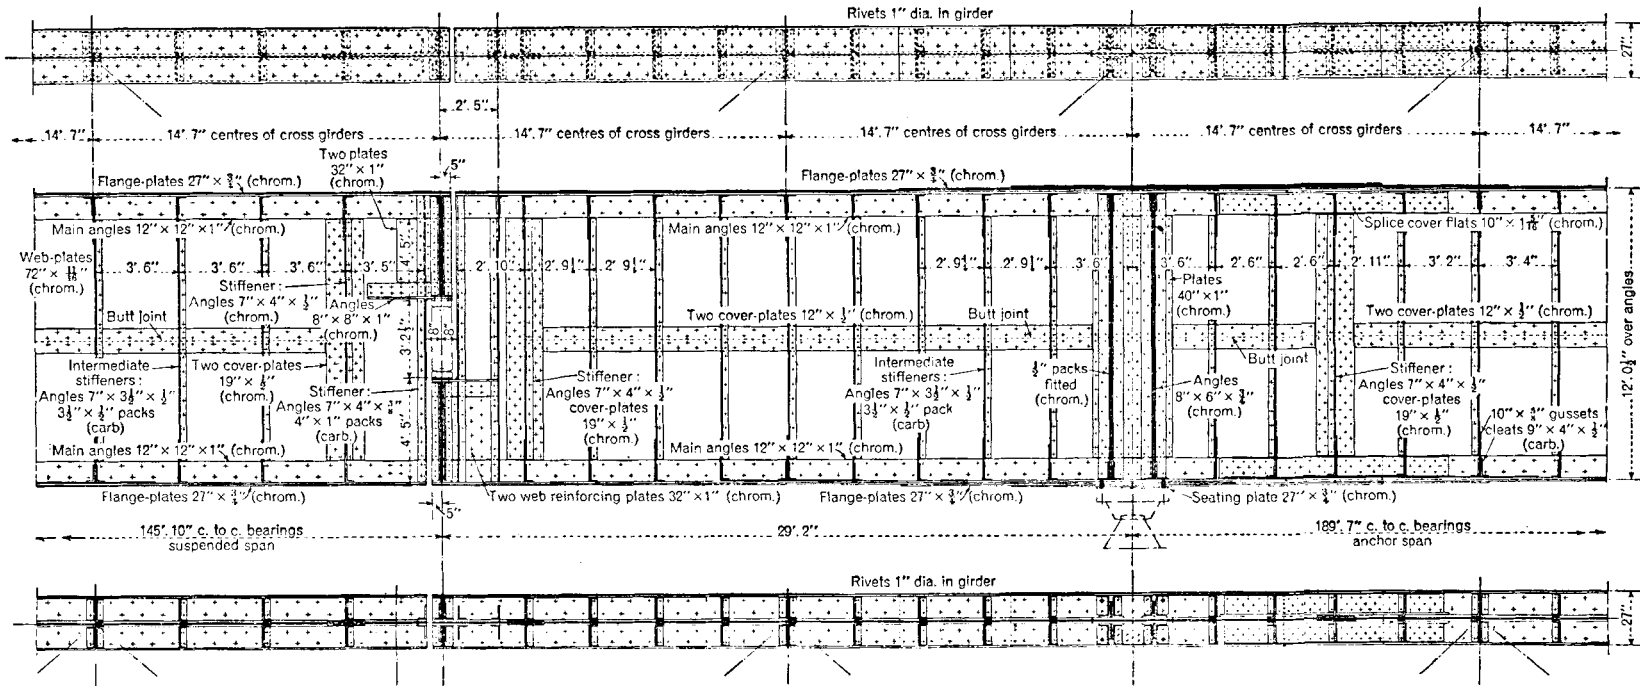 Rivets 1" dia. in girder
27"
2'. 5"
14'. 7"
14'. 7" centres of cross girders
14'. 7" centres of cross girders
14'. 7" centres of cross girders
14'. 7" centres of cross girders
14'. 7"
Two plates
32" × 1"
(chrom.)
5"
Flange-plates 27" × 3/4" (chrom.)
Flange-plates 27" × 3/4" (chrom.)
Main angles 12" × 12" × 1" (chrom.)
Main angles 12" × 12" × 1" (chrom.)
Splice cover flats 10" × 1 5/16" (chrom.)
Web-plates
72" × 11/16"
(chrom.)
3'. 6"
3'. 6"
3'. 6"
3'. 5"
4'. 5"
2'. 10"
2'. 9½"
2'. 9½"
2'. 9½"
2'. 9½"
3'. 6"
3'. 6"
2'. 6"
2'. 6"
2'. 11"
3'. 2"
3'. 4"
Stiffener:
Angles 7" × 4" × ½"
(chrom.)
Angles
8" × 8" × 1"
(chrom.)
Plates
40" × 1"
(chrom.)
Butt joint
Two cover-plates 12" × ½" (chrom.)
Butt joint
Two cover-plates 12" × ½" (chrom.)
8"
8"
3'. 2½"
12'. 0½" over angles
Butt joint
Intermediate
stiffeners:
Angles 7" × 3½" × ½"
3½" × ½" packs
(carb)
Two cover-plates
19" × ½"
(chrom.)
Stiffener:
Angles 7" × 4" × 3/8"
4" × 1" packs
(carb.)
4'. 5"
Stiffener:
Angles 7" × 4" × ½"
cover-plates
19" × ½"
(chrom.)
Intermediate
stiffeners:
Angles 7" × 3½" × ½"
3½" × ½" pack
(carb)
½" packs
fitted
(chrom.)
Angles
8" × 6" × 3/4"
(chrom.)
Stiffener:
Angles 7" × 4" × ½"
cover-plates
19" × ½"
(chrom.)
gussets
cleats 9" × 4" × ½"
(carb.)
Main angles 12" × 12" × 1" (chrom.)
Main angles 12" × 12" × 1" (chrom.)
Flange-plates 27" × 3/4" (chrom.)
5"
Two web reinforcing plates 32" × 1" (chrom.)
Flange-plates 27" × 3/4" (chrom.)
Seating plate 27" × 3/4" (chrom.)
145'. 10" c. to c. bearings
suspended span
29'. 2"
189'. 7" c. to c. bearings
anchor span
Rivets 1" dia. in girder
27"